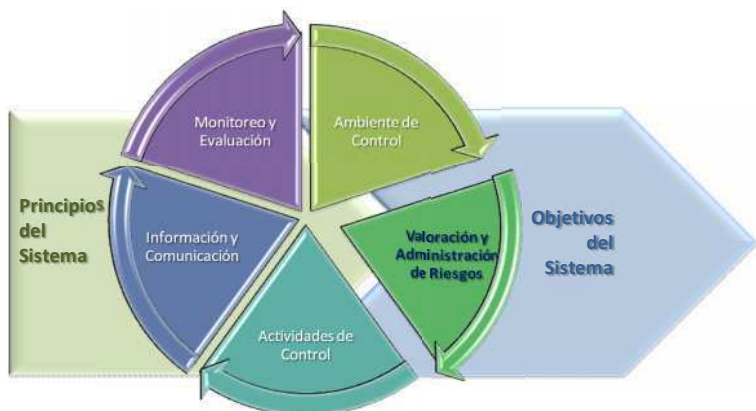 Monitoreo y
Evaluación
Ambiente de
Control
Principios
del
Sistema
Información y
Comunicación
Valoración y
Administración
de Riesgos
Objetivos
del
Sistema
Actividades de
Control